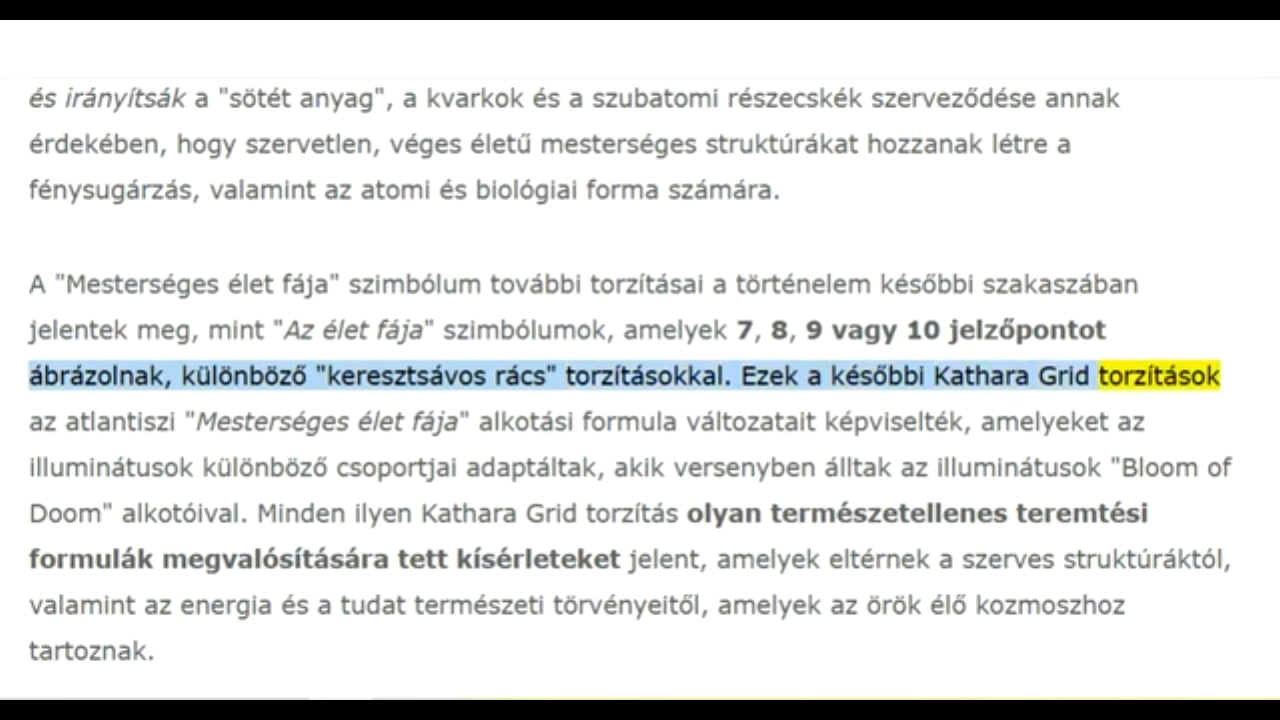 és irányítsák a "sötét anyag", a kvarkok és a szubatomi részecskék szerveződése annak
érdekében, hogy szervetlen, véges életű mesterséges struktúrákat hozzanak létre a
fénysugárzás, valamint az atomi és biológiai forma számára.
A "Mesterséges élet fája" szimbólum további torzításai a történelem későbbi szakaszában
jelentek meg, mint "Az élet fája" szimbólumok, amelyek 7, 8, 9 vagy 10 jelzőpontot
ábrázolnak, különböző "keresztsávos rács" torzításokkal. Ezek a későbbi Kathara Grid torzítások
az atlantiszi "Mesterséges élet fája" alkotási formula változatait képviselték, amelyeket az
illuminátusok különböző csoportjai adaptáltak, akik versenyben álltak az illuminátusok "Bloom of
Doom" alkotóival. Minden ilyen Kathara Grid torzítás olyan természetellenes teremtési
formulák megvalósítására tett kísérleteket jelent, amelyek eltérnek a szerves struktúráktól,
valamint az energia és a tudat természeti törvényeitől, amelyek az örök élő kozmoszhoz
tartoznak.